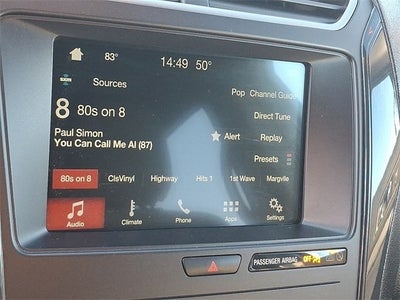 83° 14:49 50°
Sources
Pop Channel Guide
8 80s on 8
Direct Tune
Paul Simon
You Can Call Me Al (87)
Alert Replay
Presets
80s on 8 ClsVinyl Highway Hits 1 1st Wave Margvlle
Audio Climate Phone Apps Settings
PASSENGER AIRBAG OFF